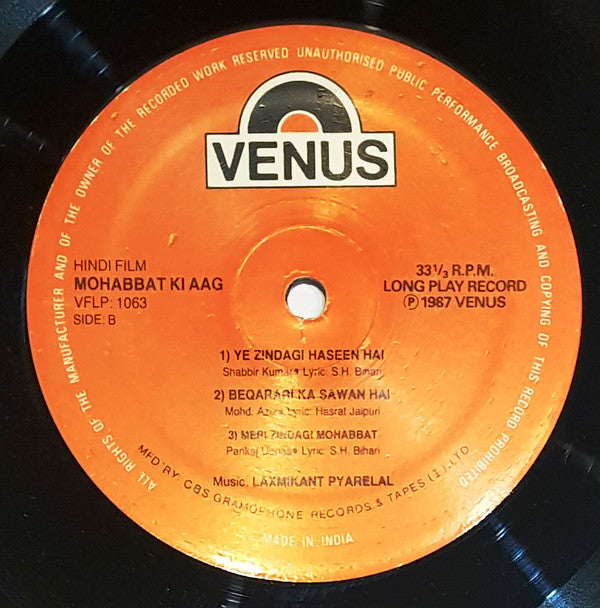 ALL RIGHTS OF THE MANUFACTURER AND OF THE OWNER OF THE RECORDED WORK RESERVED UNAUTHORISED PUBLIC PERFORMANCE BROADCASTING AND COPYING OF THIS RECORD PROHIBITED
VENUS
HINDI FILM
MOHABBAT KI AAG
VFLP: 1063
SIDE: B
33 1/3 R.P.M.
LONG PLAY RECORD
℗ 1987 VENUS
1) YE ZINDAGI HASEEN HAI
Shabbir Kumar Lyric: S.H. Bihari
2) BEQARARI KA SAWAN HAI
Mohd. Aziz Lyric: Hasrat Jaipuri
3) MERI ZINDAGI MOHABBAT
Pankaj Udhas Lyric: S.H. Bihari
Music: LAXMIKANT PYARELAL
MFD BY: CBS GRAMOPHONE RECORDS & TAPES (I) LTD.
MADE IN INDIA